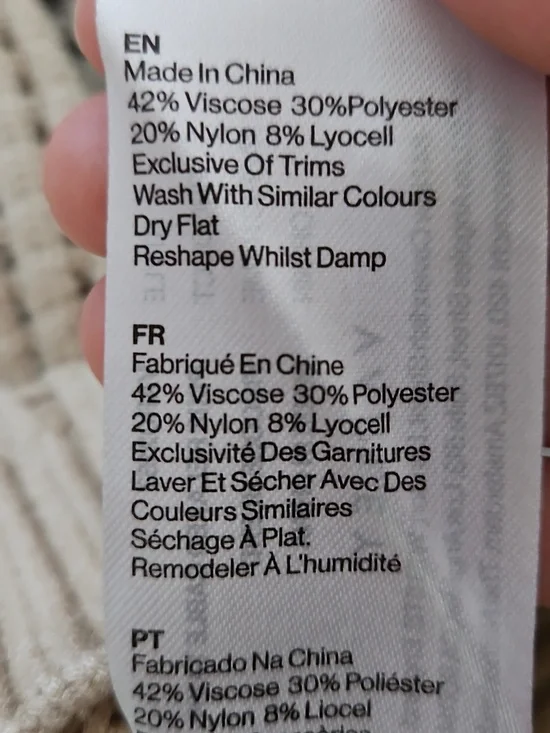 EN
Made In China
42% Viscose 30%Polyester
20% Nylon 8% Lyocell
Exclusive Of Trims
Wash With Similar Colours
Dry Flat
Reshape Whilst Damp
FR
Fabriqué En Chine
42% Viscose 30% Polyester
20% Nylon 8% Lyocell
Exclusivité Des Garnitures
Laver Et Sécher Avec Des
Couleurs Similaires
Séchage À Plat.
Remodeler À L'humidité
PT
Fabricado Na China
42% Viscose 30% Poliéster
20% Nylon 8% Liocel